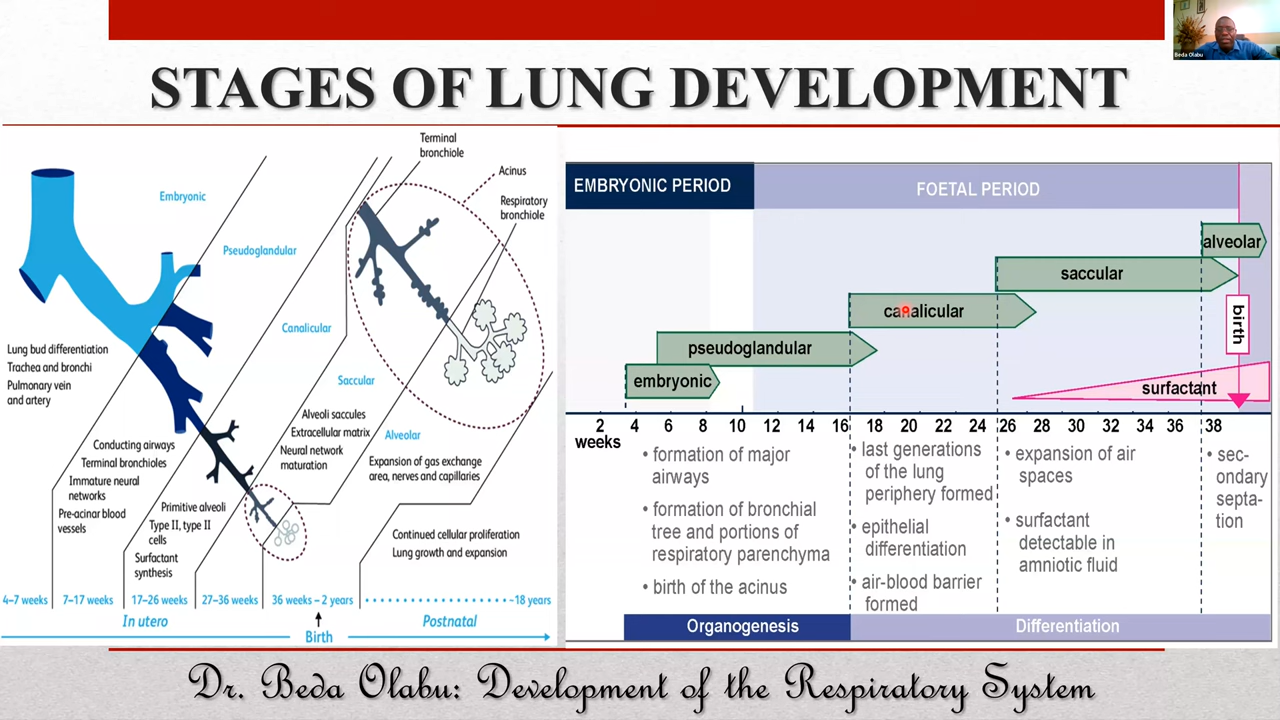 Beda Olabu
STAGES OF LUNG DEVELOPMENT
Terminal
bronchiole
Acinus
Respiratory
bronchiole
Embryonic
Pseudoglandular
Canalicular
Saccular
Alveolar
Lung bud differentiation
Trachea and bronchi
Pulmonary vein
and artery
Conducting airways
Terminal bronchioles
Immature neural
networks
Pre-acinar blood
vessels
Primitive alveoli
Type II, type II
cells
Surfactant
synthesis
Alveoli saccules
Extracellular matrix
Neural network
maturation
Expansion of gas exchange
area, nerves and capillaries
Continued cellular proliferation
Lung growth and expansion
4–7 weeks 7–17 weeks 17–26 weeks 27–36 weeks 36 weeks – 2 years ~18 years
In utero
Birth
Postnatal
EMBRYONIC PERIOD
FOETAL PERIOD
alveolar
saccular
canalicular
pseudoglandular
embryonic
birth
surfactant
2 4 6 8 10 12 14 16 18 20 22 24 26 28 30 32 34 36 38
weeks
• formation of major
airways
• formation of bronchial
tree and portions of
respiratory parenchyma
• birth of the acinus
• last generations
of the lung
periphery formed
• epithelial
differentiation
• air-blood barrier
formed
• expansion of air
spaces
• surfactant
detectable in
amniotic fluid
• sec-
ondary
septa-
tion
Organogenesis
Differentiation
Dr. Beda Olabu: Development of the Respiratory System